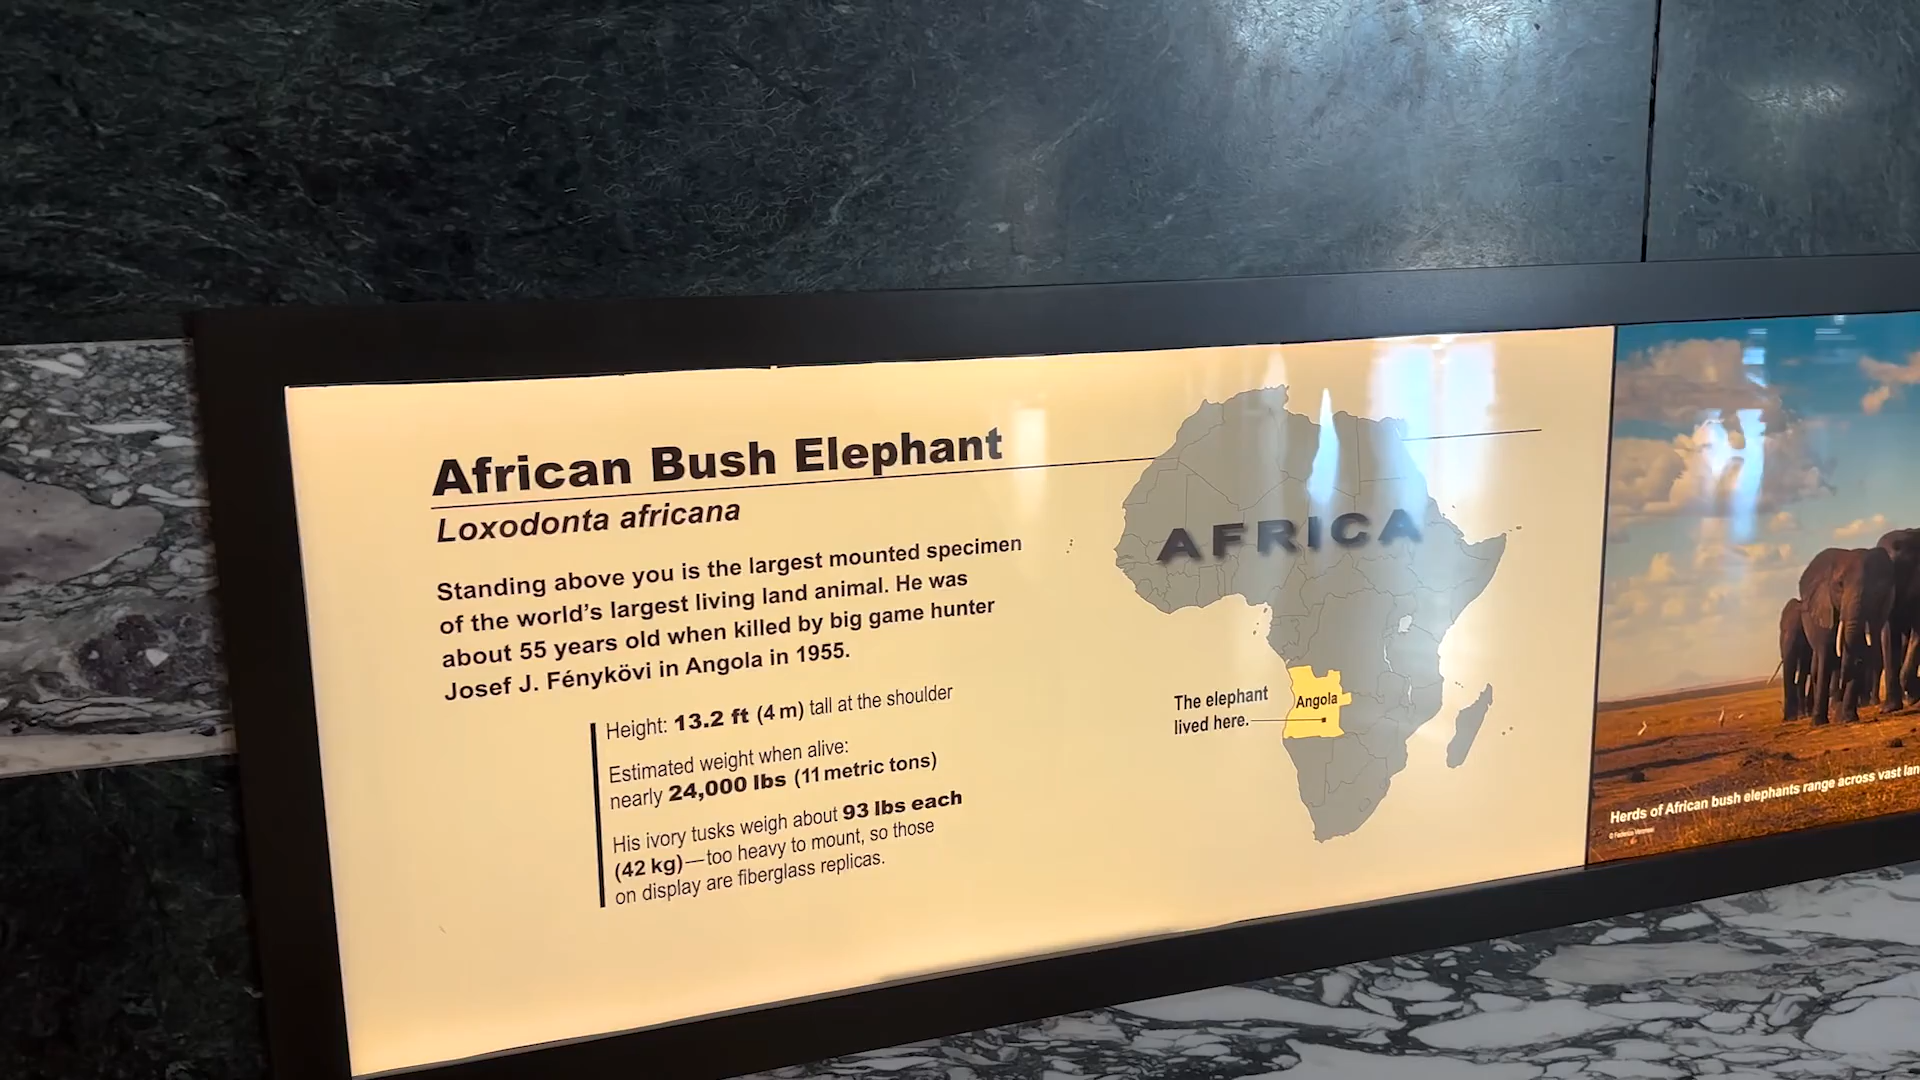 African Bush Elephant
Loxodonta africana
Standing above you is the largest mounted specimen
of the world’s largest living land animal. He was
about 55 years old when killed by big game hunter
Josef J. Fénykövi in Angola in 1955.
Height: 13.2 ft (4 m) tall at the shoulder
Estimated weight when alive:
nearly 24,000 lbs (11 metric tons)
His ivory tusks weigh about 93 lbs each
(42 kg)—too heavy to mount, so those
on display are fiberglass replicas.
AFRICA
The elephant
lived here.
Angola
Herds of African bush elephants range across vast